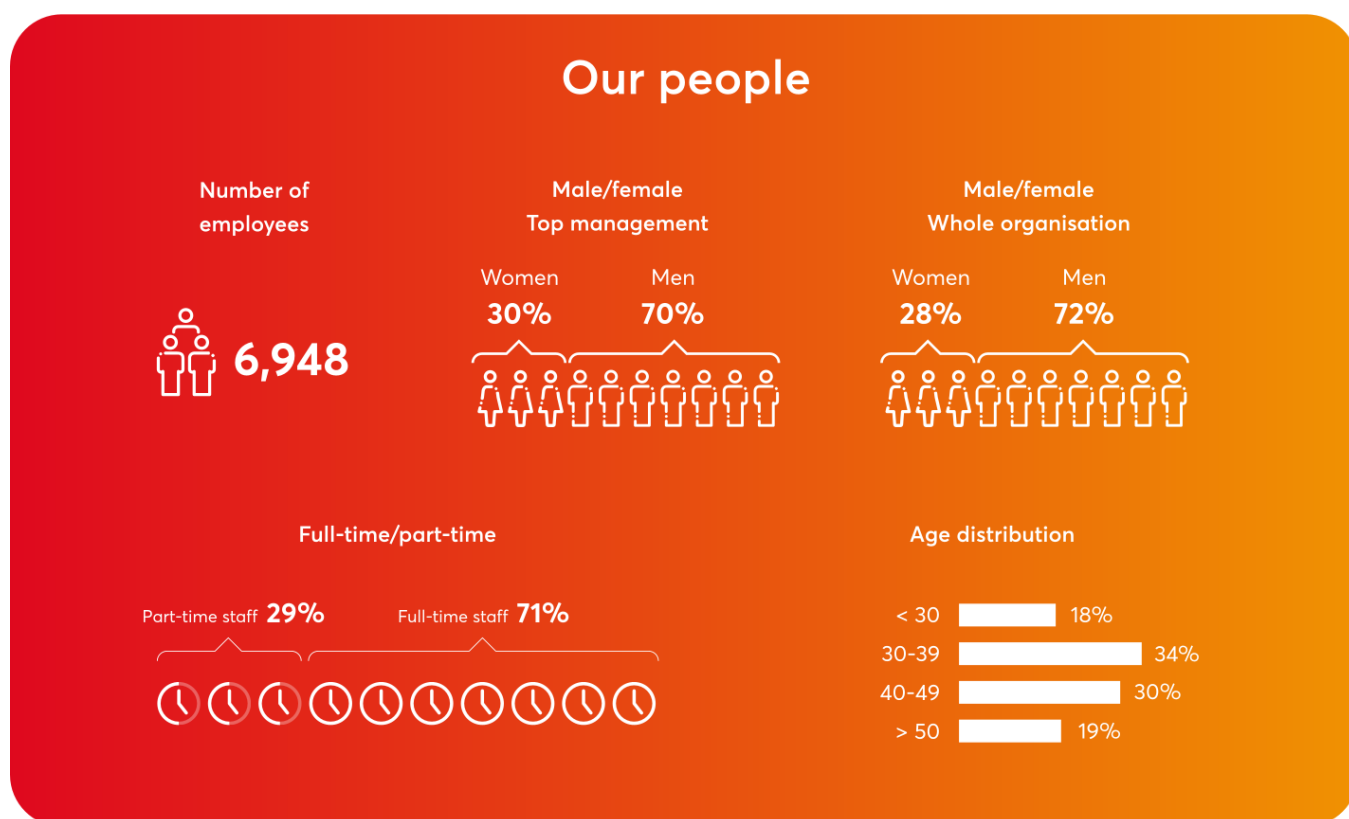 Our people
Number of
employees
6,948
Male/female
Top management
Women
30%
Men
70%
Male/female
Whole organisation
Women
28%
Men
72%
Full-time/part-time
Part-time staff 29%
Full-time staff 71%
Age distribution
< 30 18%
30-39 34%
40-49 30%
> 50 19%